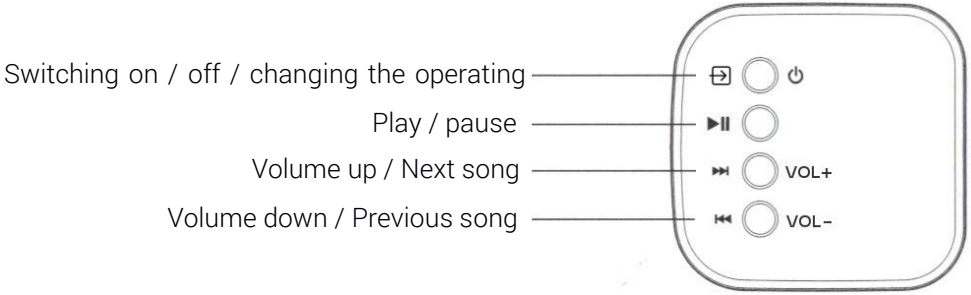 Switching on / off / changing the operating
Play / pause
Volume up / Next song
VOL+
Volume down / Previous song
VOL-